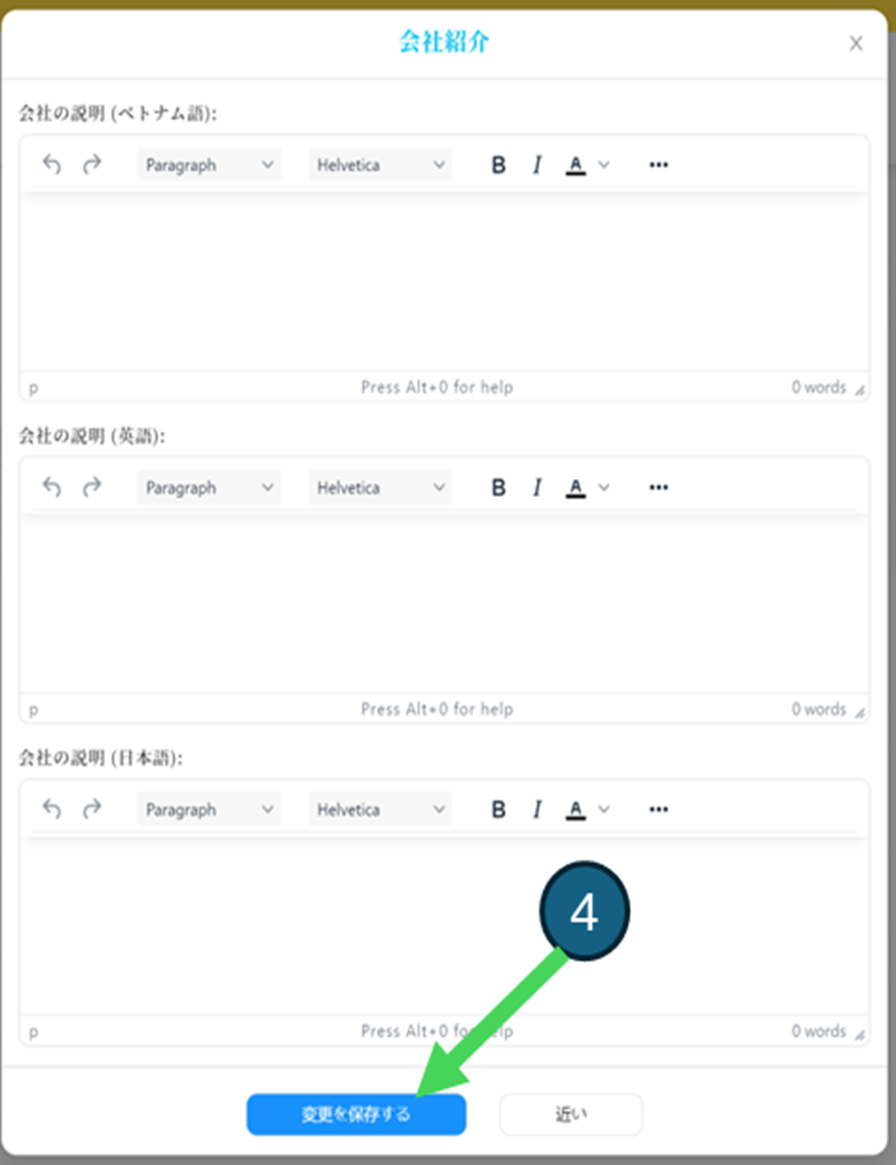 会社紹介
会社の説明 (ベトナム語):
Paragraph Helvetica B I A
p Press Alt+0 for help 0 words
会社の説明 (英語):
Paragraph Helvetica B I A
p Press Alt+0 for help 0 words
会社の説明 (日本語):
Paragraph Helvetica B I A
4
p Press Alt+0 for help 0 words
変更を保存する 近い